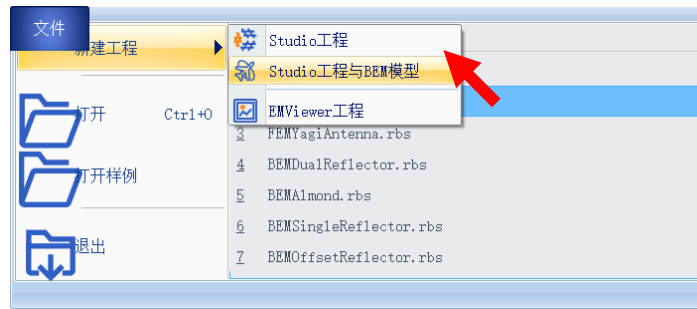 文件
新建工程
Studio工程
Studio工程与BEM模型
EMViewer工程
打开 Ctrl+O
打开样例
退出
3 FEMYagiAntenna.rbs
4 BEMDualReflector.rbs
5 BEMAlmond.rbs
6 BEMSingleReflector.rbs
7 BEMOffsetReflector.rbs